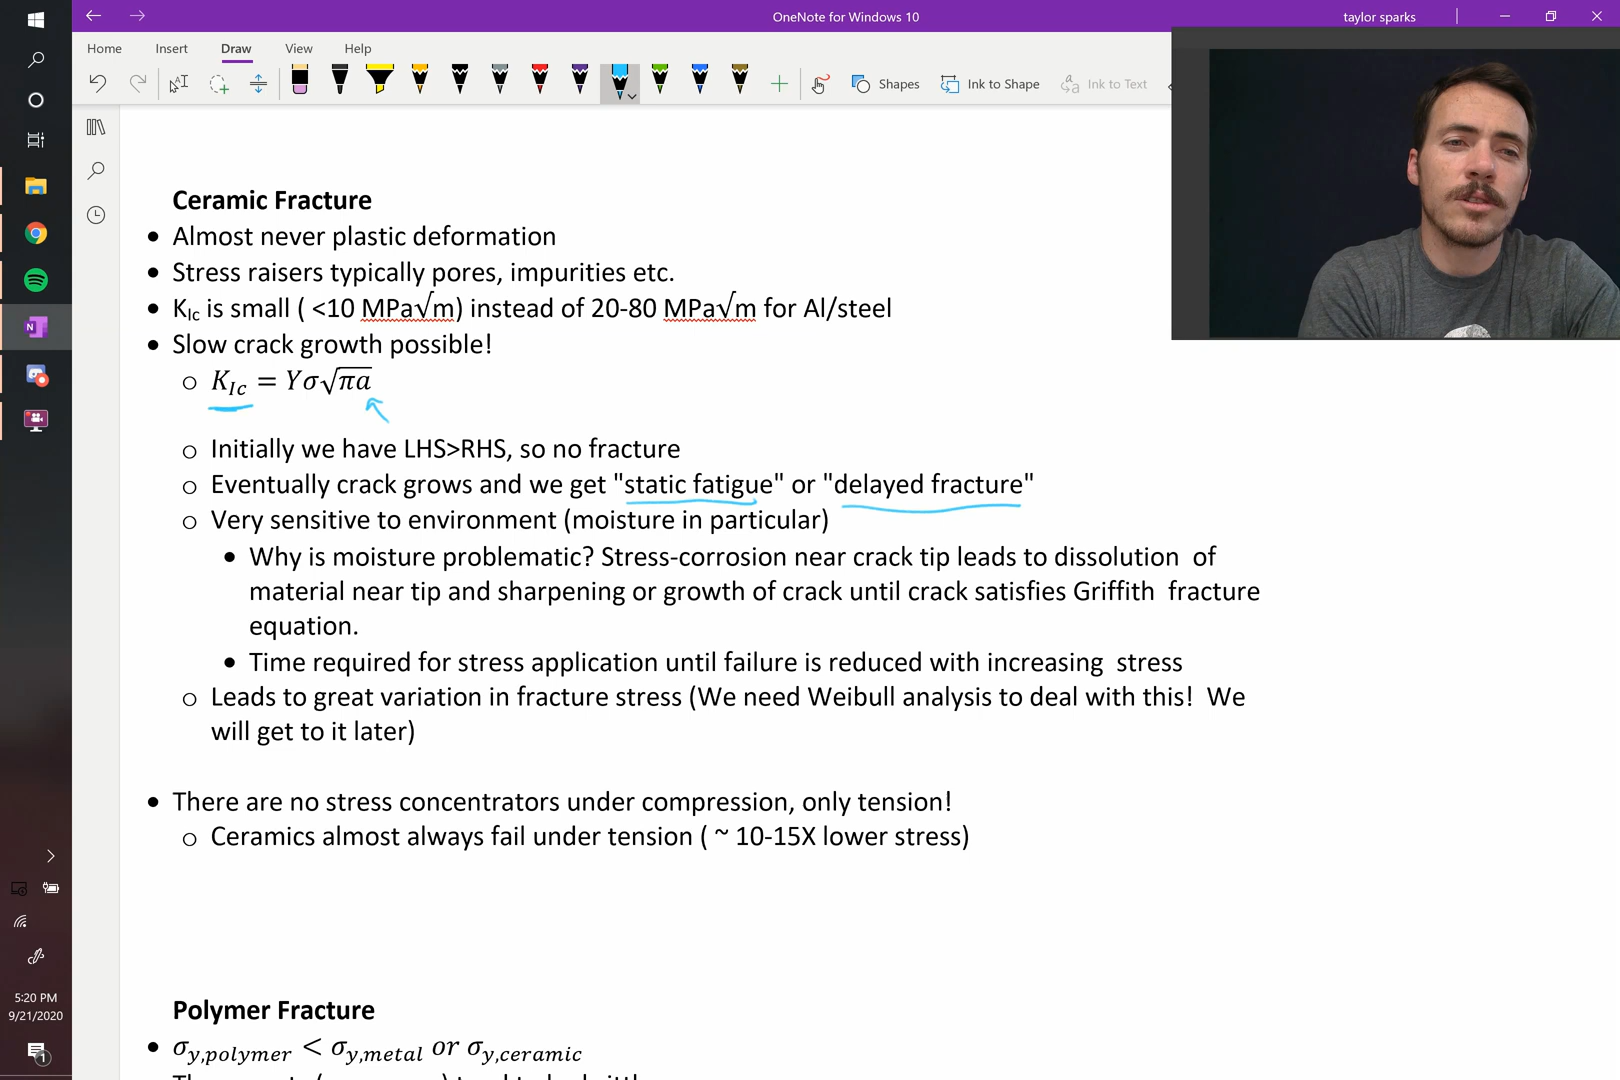 OneNote for Windows 10
taylor sparks
Home Insert Draw View Help
Shapes Ink to Shape Ink to Text
Ceramic Fracture
• Almost never plastic deformation
• Stress raisers typically pores, impurities etc.
• K_Ic is small ( <10 MPa√m) instead of 20-80 MPa√m for Al/steel
• Slow crack growth possible!
○ K_Ic = Yσ√πa
○ Initially we have LHS>RHS, so no fracture
○ Eventually crack grows and we get "static fatigue" or "delayed fracture"
○ Very sensitive to environment (moisture in particular)
• Why is moisture problematic? Stress-corrosion near crack tip leads to dissolution of
material near tip and sharpening or growth of crack until crack satisfies Griffith fracture
equation.
• Time required for stress application until failure is reduced with increasing stress
○ Leads to great variation in fracture stress (We need Weibull analysis to deal with this! We
will get to it later)
• There are no stress concentrators under compression, only tension!
○ Ceramics almost always fail under tension ( ~ 10-15X lower stress)
Polymer Fracture
• σ_y,polymer < σ_y,metal or σ_y,ceramic
5:20 PM
9/21/2020
1